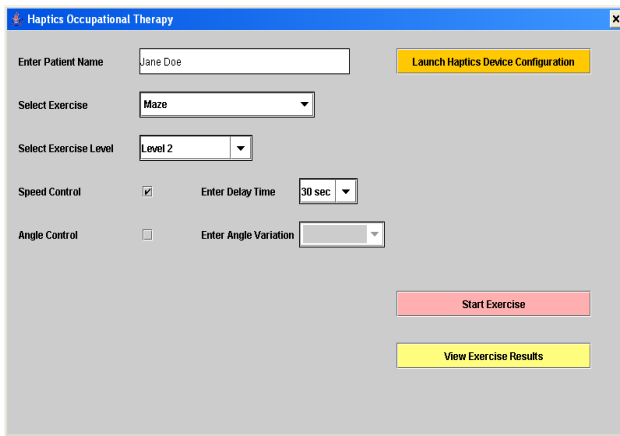 Haptics Occupational Therapy
Enter Patient Name Jane Doe Launch Haptics Device Configuration
Select Exercise Maze
Select Exercise Level Level 2
Speed Control Enter Delay Time 30 sec
Angle Control Enter Angle Variation
Start Exercise
View Exercise Results